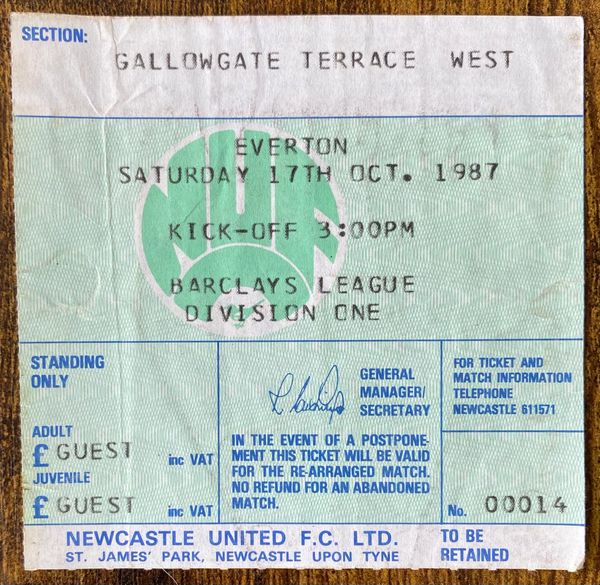 SECTION:
GALLOWGATE TERRACE WEST
EVERTON
SATURDAY 17TH OCT. 1987
KICK-OFF 3:00PM
BARCLAYS LEAGUE
DIVISION ONE
NUFC
STANDING
ONLY
ADULT
£ GUEST inc VAT
JUVENILE
£ GUEST inc VAT
GENERAL
MANAGER/
SECRETARY
IN THE EVENT OF A POSTPONE-
MENT THIS TICKET WILL BE VALID
FOR THE RE-ARRANGED MATCH.
NO REFUND FOR AN ABANDONED
MATCH.
FOR TICKET AND
MATCH INFORMATION
TELEPHONE
NEWCASTLE 611571
No. 00014
NEWCASTLE UNITED F.C. LTD.
ST. JAMES' PARK, NEWCASTLE UPON TYNE
TO BE
RETAINED